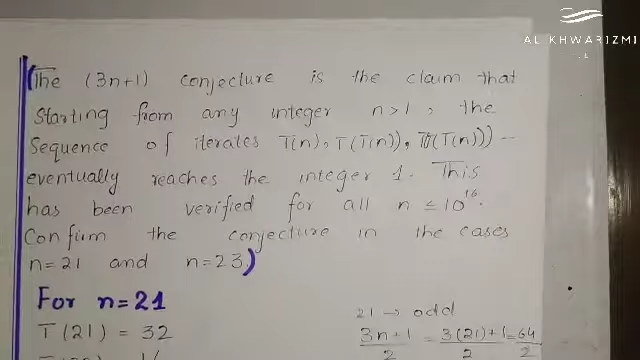 AL KHWARIZMI
(The (3n+1) conjecture is the claim that
starting from any integer n>1, the
sequence of iterates T(n), T(T(n)), T(T(n))) --
eventually reaches the integer 1. This
has been verified for all n ≤ 10^16.
Confirm the conjecture in the cases
n=21 and n=23)
For n=21
21 → odd
T(21) = 32
3n+1/2 = 3(21)+1/2 = 64/2